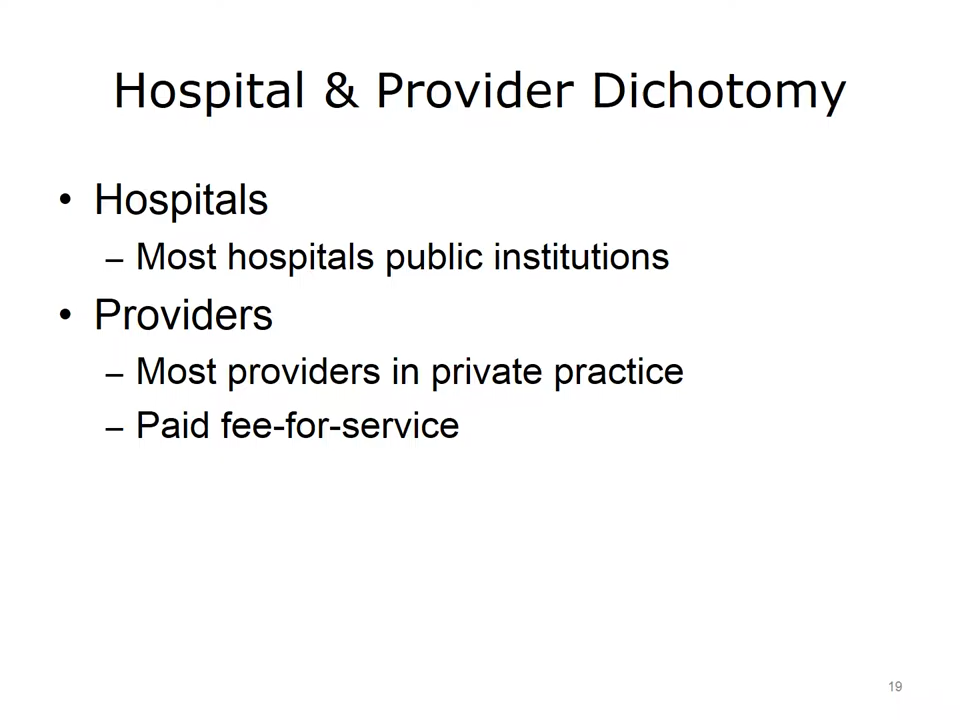 Hospital & Provider Dichotomy
• Hospitals
– Most hospitals public institutions
• Providers
– Most providers in private practice
– Paid fee-for-service
19